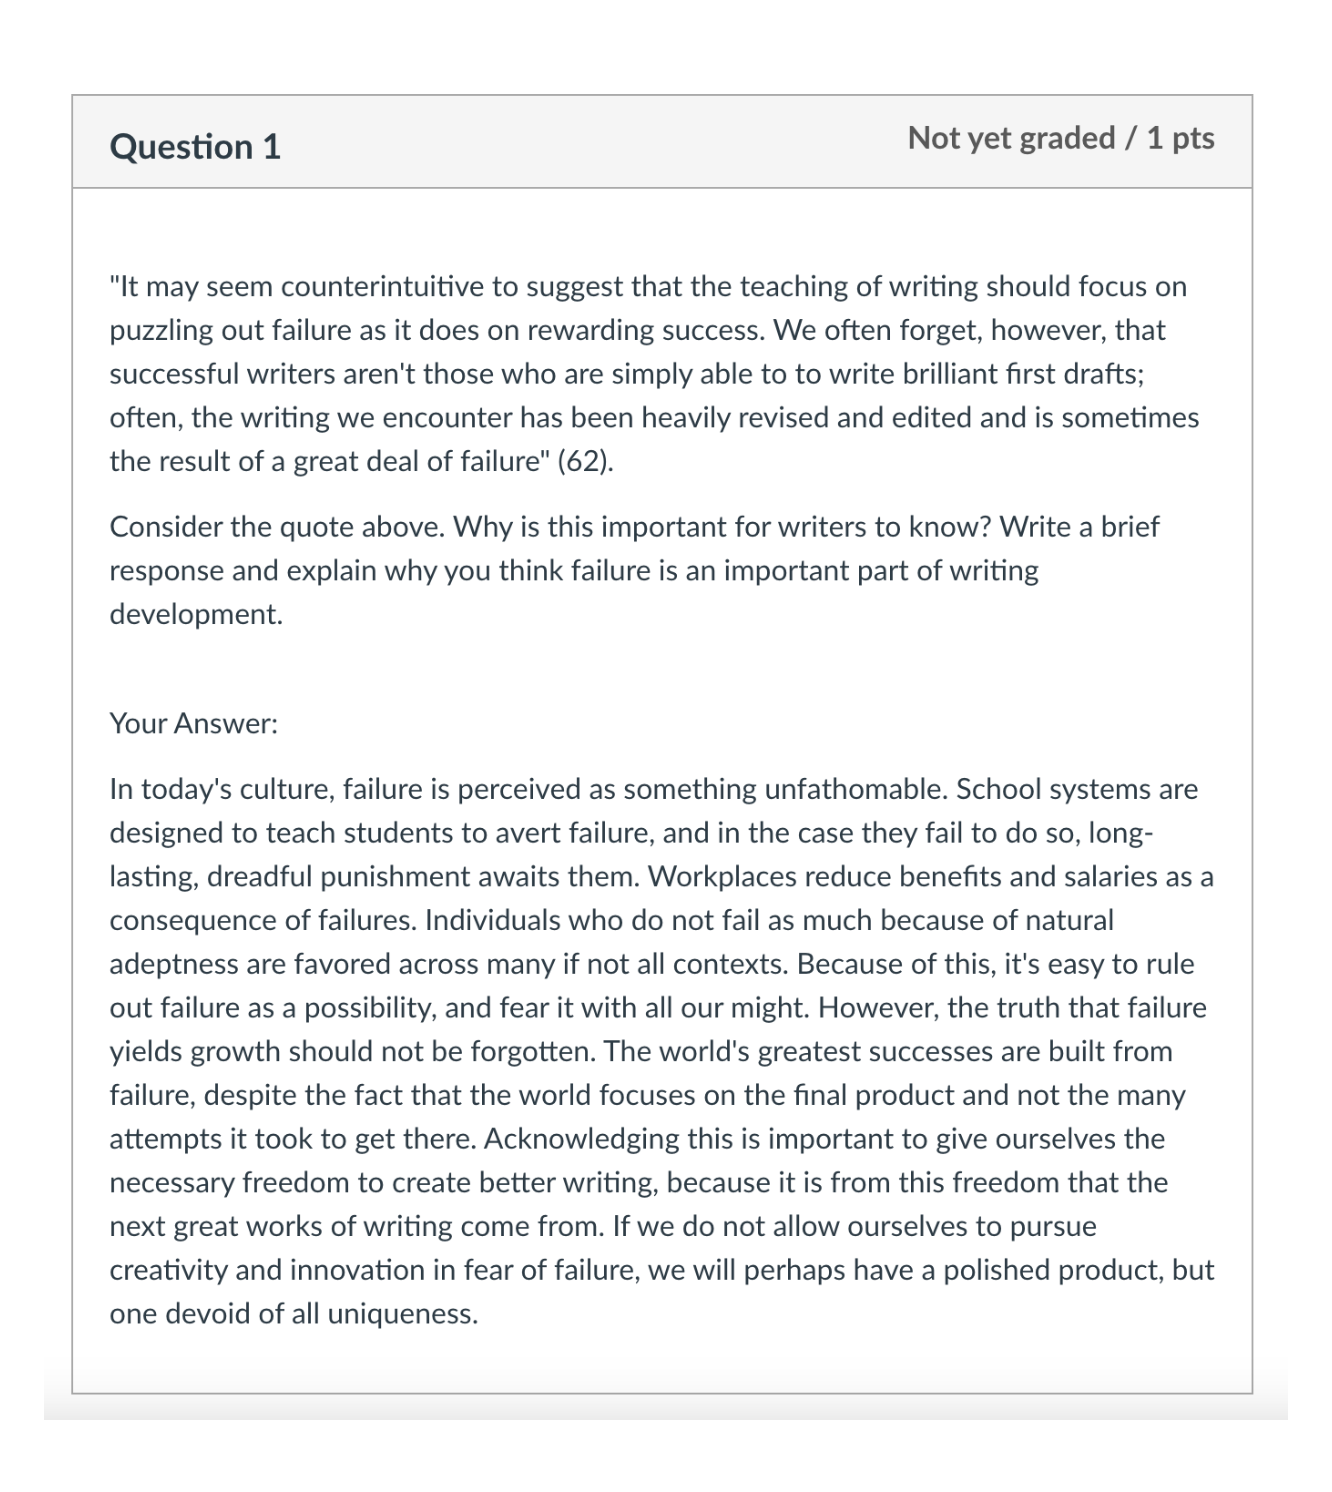 Question 1
Not yet graded / 1 pts
"It may seem counterintuitive to suggest that the teaching of writing should focus on
puzzling out failure as it does on rewarding success. We often forget, however, that
successful writers aren't those who are simply able to to write brilliant first drafts;
often, the writing we encounter has been heavily revised and edited and is sometimes
the result of a great deal of failure" (62).
Consider the quote above. Why is this important for writers to know? Write a brief
response and explain why you think failure is an important part of writing
development.
Your Answer:
In today's culture, failure is perceived as something unfathomable. School systems are
designed to teach students to avert failure, and in the case they fail to do so, long-
lasting, dreadful punishment awaits them. Workplaces reduce benefits and salaries as a
consequence of failures. Individuals who do not fail as much because of natural
adeptness are favored across many if not all contexts. Because of this, it's easy to rule
out failure as a possibility, and fear it with all our might. However, the truth that failure
yields growth should not be forgotten. The world's greatest successes are built from
failure, despite the fact that the world focuses on the final product and not the many
attempts it took to get there. Acknowledging this is important to give ourselves the
necessary freedom to create better writing, because it is from this freedom that the
next great works of writing come from. If we do not allow ourselves to pursue
creativity and innovation in fear of failure, we will perhaps have a polished product, but
one devoid of all uniqueness.